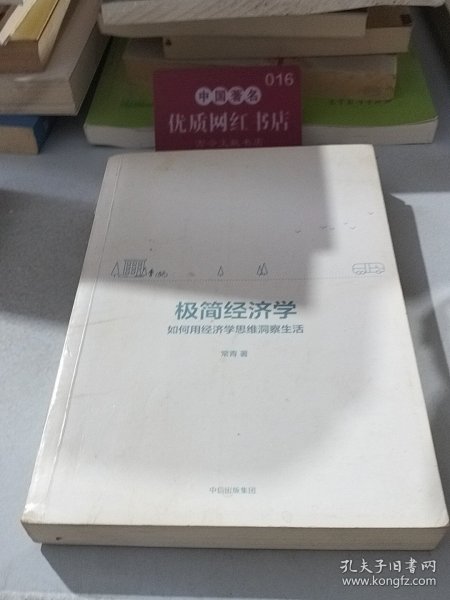 016
中国著名
优质网红书店
极简经济学
如何用经济学思维洞察生活
常青 著
中信出版集团
孔夫子旧书网
www.kongfz.com